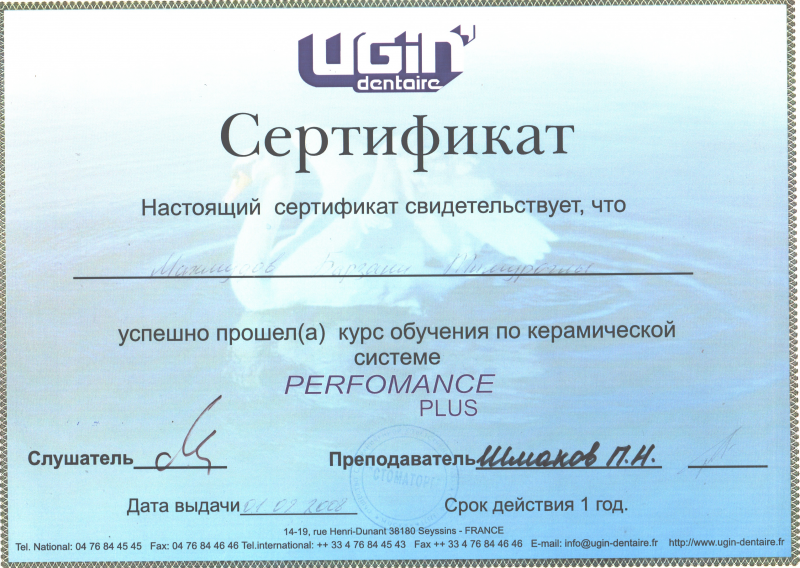 UGiN
dentaire
Сертификат
Настоящий сертификат свидетельствует, что
Махмудов
успешно прошел(а) курс обучения по керамической
системе
PERFOMANCE
PLUS
Слушатель Преподаватель Шмаков П.Н.
СТОМАТОРГ
Дата выдачи Срок действия 1 год.
14-19, rue Henri-Dunant 38180 Seyssins - FRANCE
Tel. National: 04 76 84 45 45 Fax: 04 76 84 46 46 Tel.international: ++ 33 4 76 84 45 43 Fax ++ 33 4 76 84 46 46 E-mail: info@ugin-dentaire.fr http://www.ugin-dentaire.fr